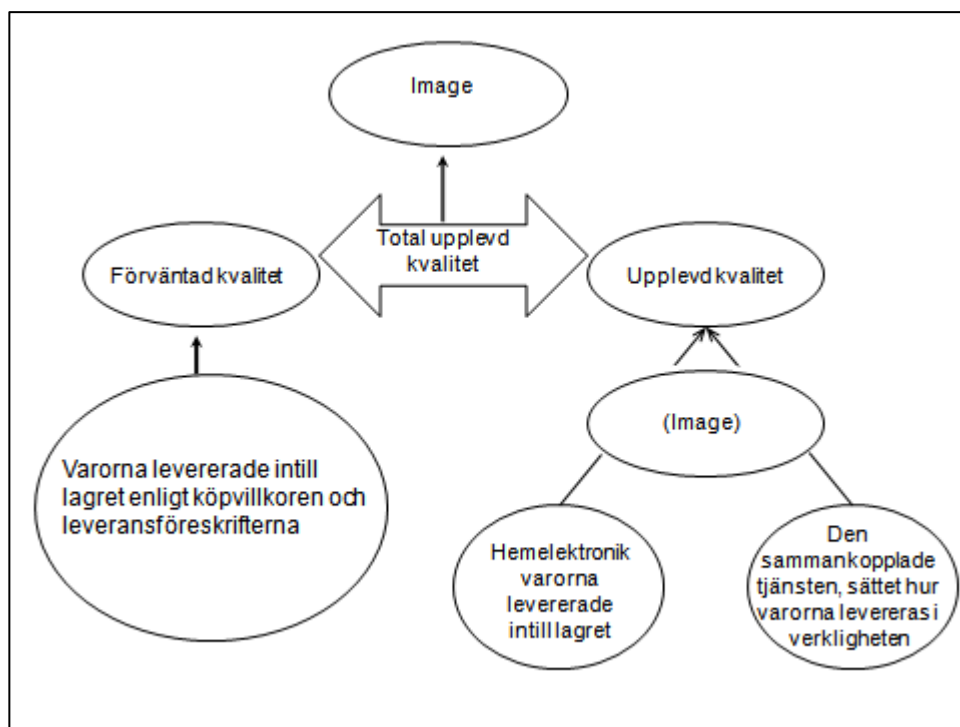 Image
Total upplevd
kvalitet
Förväntad kvalitet
Upplevd kvalitet
(Image)
Varorna levererade intill
lagret enligt köpvillkoren och
leveransföreskrifterna
Hemelektronik
varorna
levererade
intill lagret
Den
sammankopplade
tjänsten, sättet hur
varorna levereras i
verkligheten